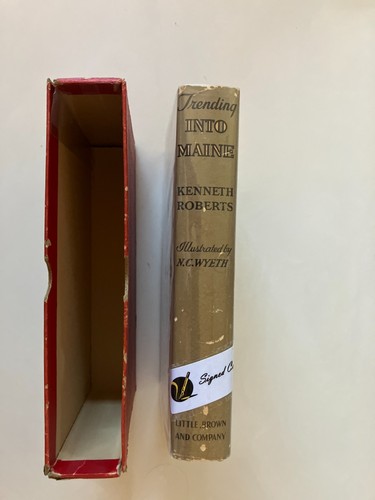 Trending
INTO
MAINE
KENNETH
ROBERTS
Illustrated by
N.C.WYETH
Signed C
LITTLE, BROWN
AND COMPANY